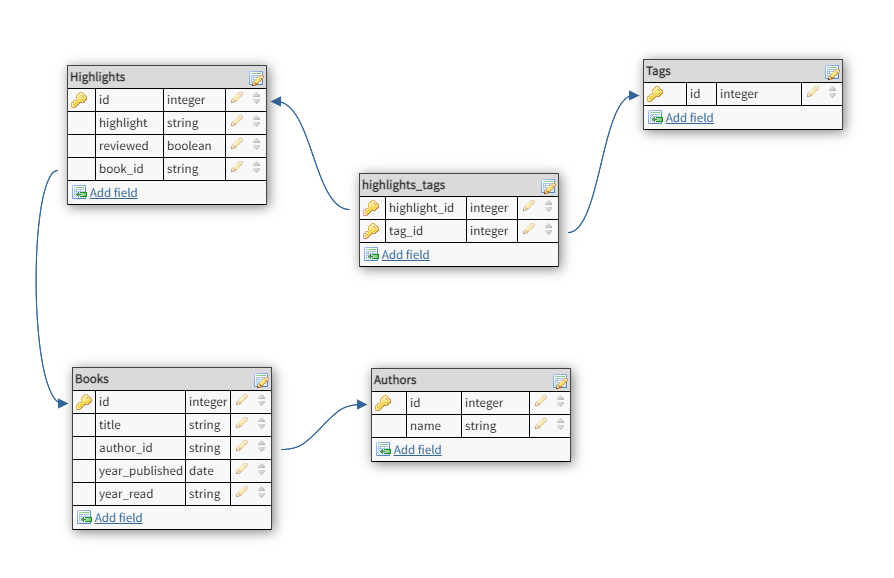 Highlights
id integer
highlight string
reviewed boolean
book_id string
Add field
Tags
id integer
Add field
highlights_tags
highlight_id integer
tag_id integer
Add field
Books
id integer
title string
author_id string
year_published date
year_read string
Add field
Authors
id integer
name string
Add field